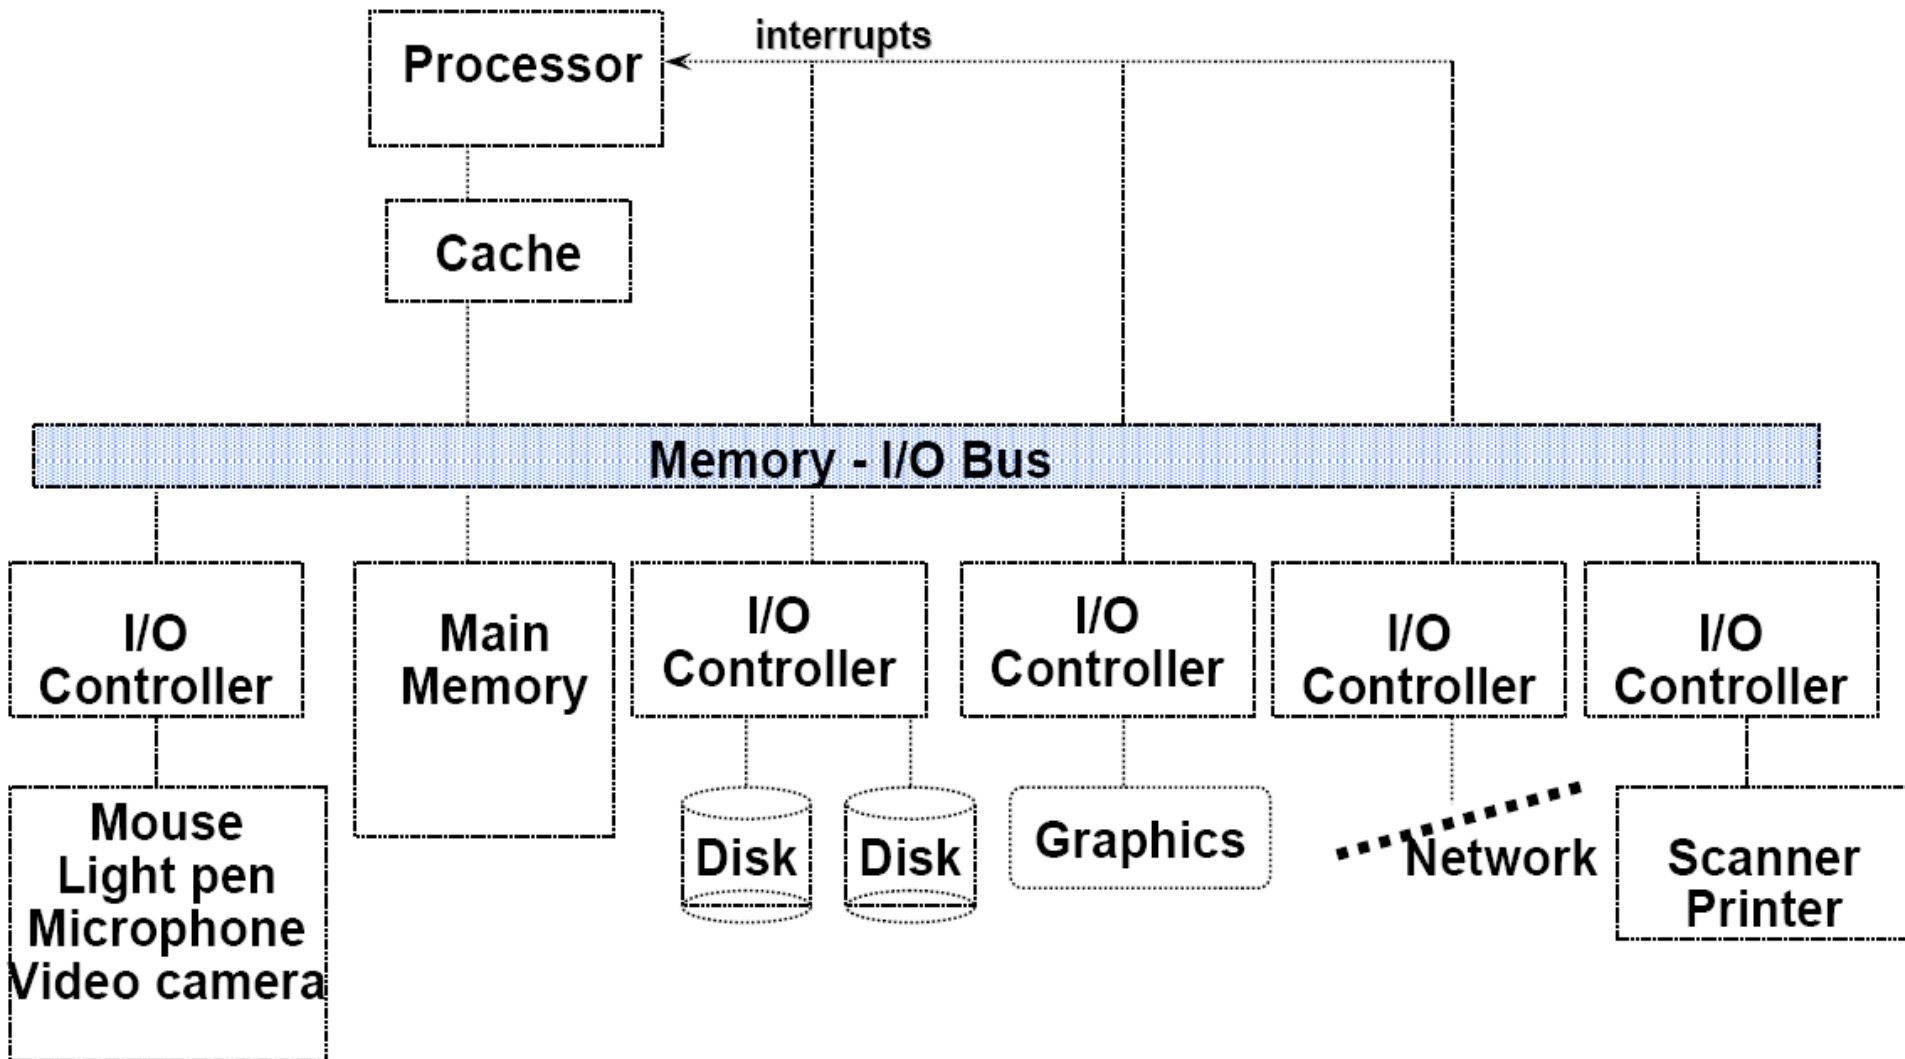 interrupts
Processor
Cache
Memory - I/O Bus
I/O
Controller
Main
Memory
I/O
Controller
I/O
Controller
I/O
Controller
I/O
Controller
Mouse
Light pen
Microphone
Video camera
Disk
Disk
Graphics
Network
Scanner
Printer